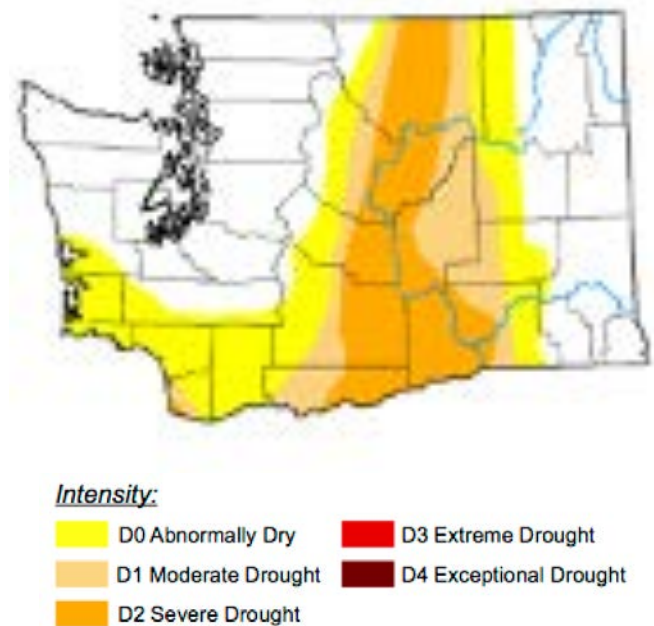 Intensity:
D0 Abnormally Dry
D1 Moderate Drought
D2 Severe Drought
D3 Extreme Drought
D4 Exceptional Drought